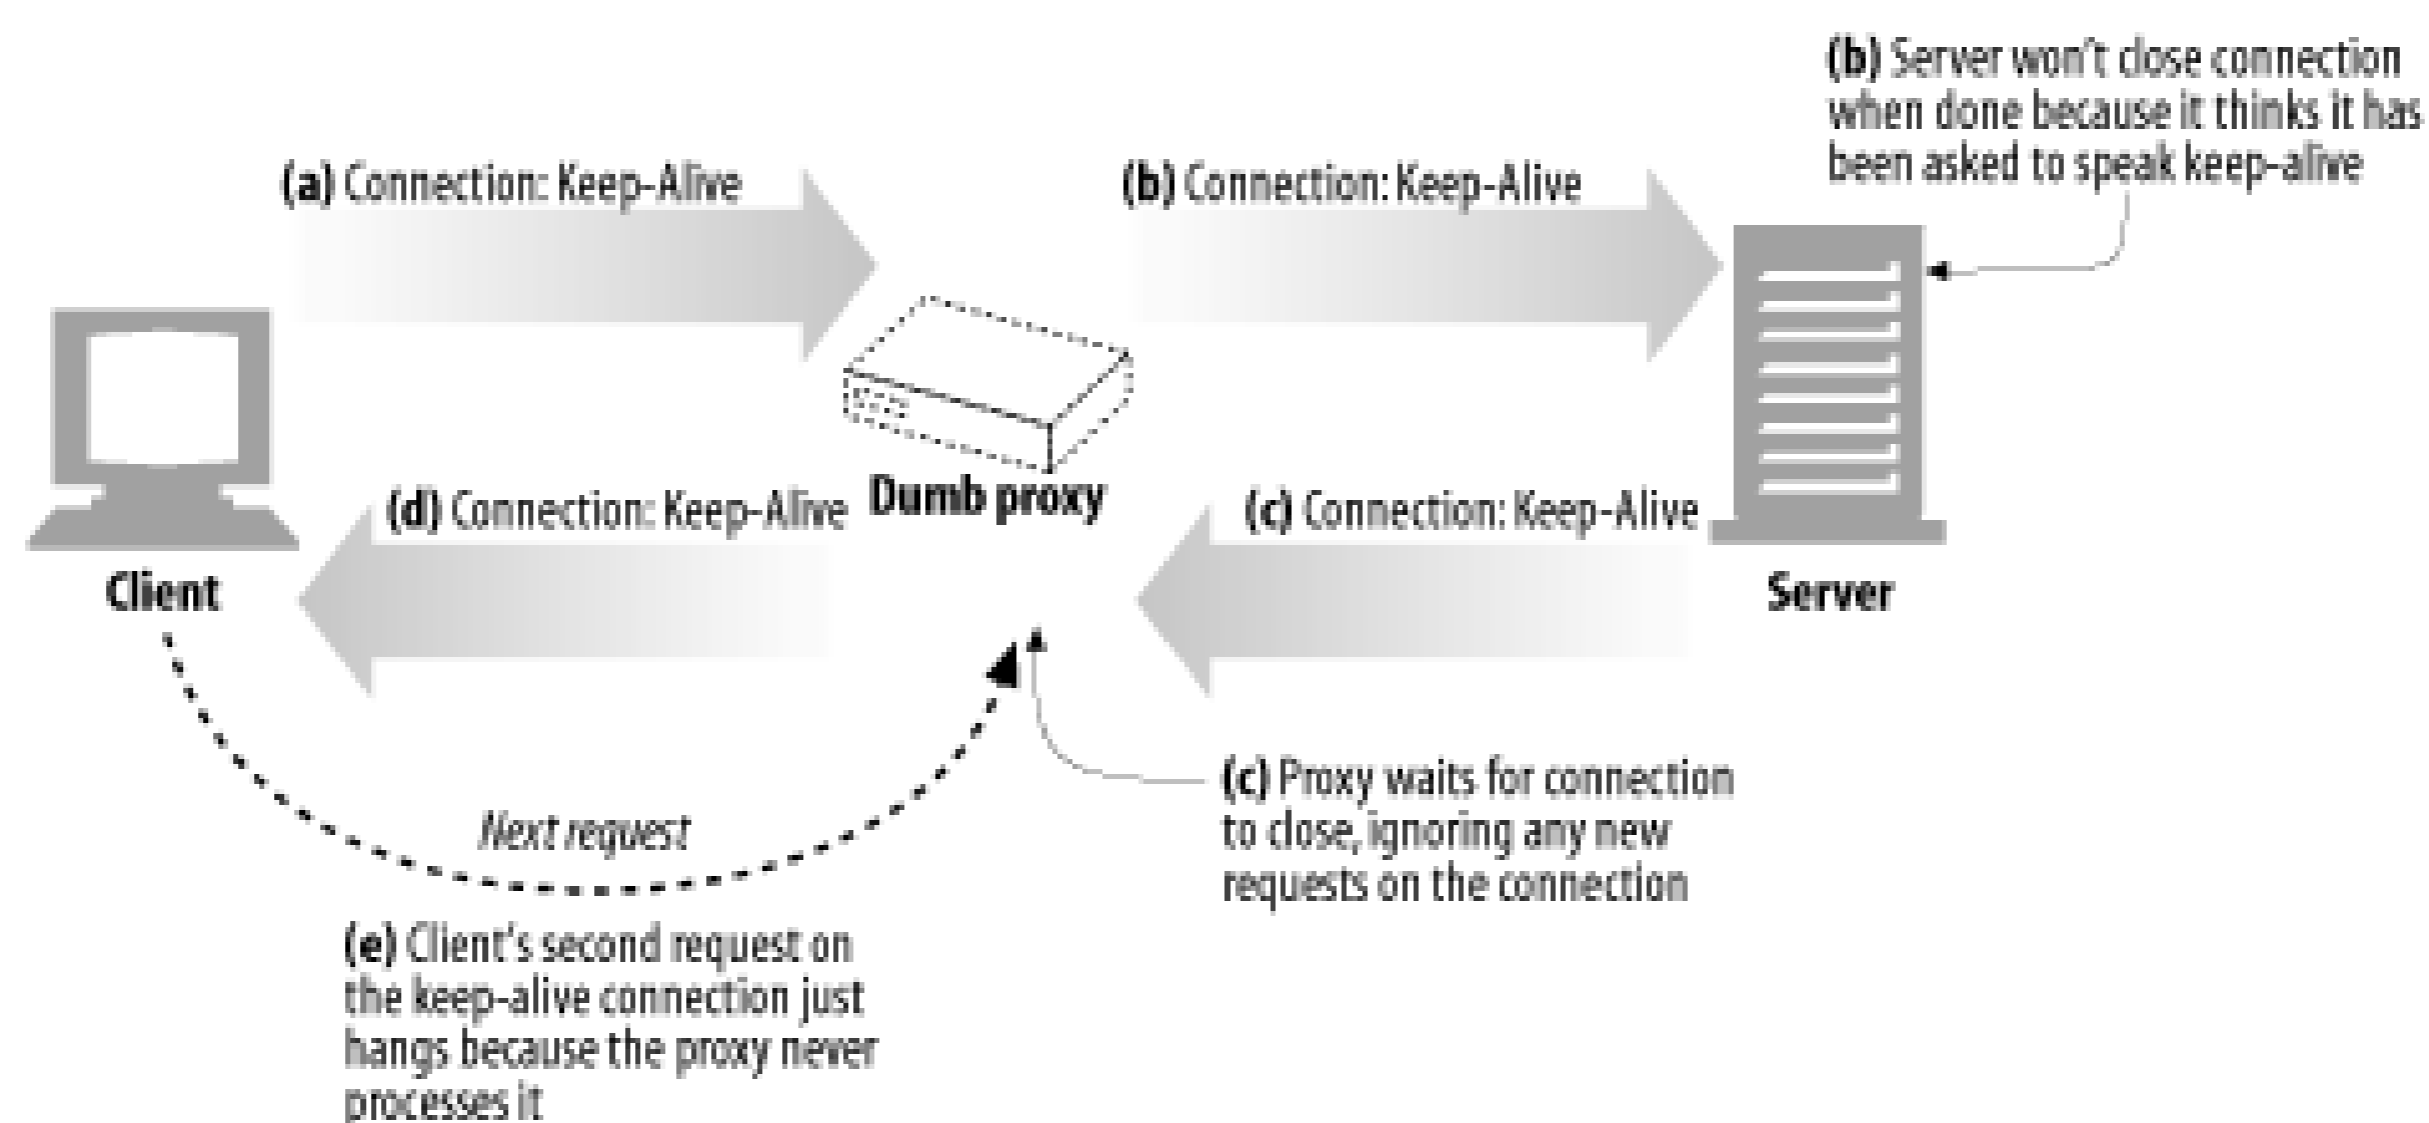 (b) Server won't close connection
when done because it thinks it has
been asked to speak keep-alive
(a) Connection: Keep-Alive
(b) Connection: Keep-Alive
(d) Connection: Keep-Alive
Dumb proxy
(c) Connection: Keep-Alive
Client
Server
(c) Proxy waits for connection
to close, ignoring any new
requests on the connection
Next request
(e) Client's second request on
the keep-alive connection just
hangs because the proxy never
processes it